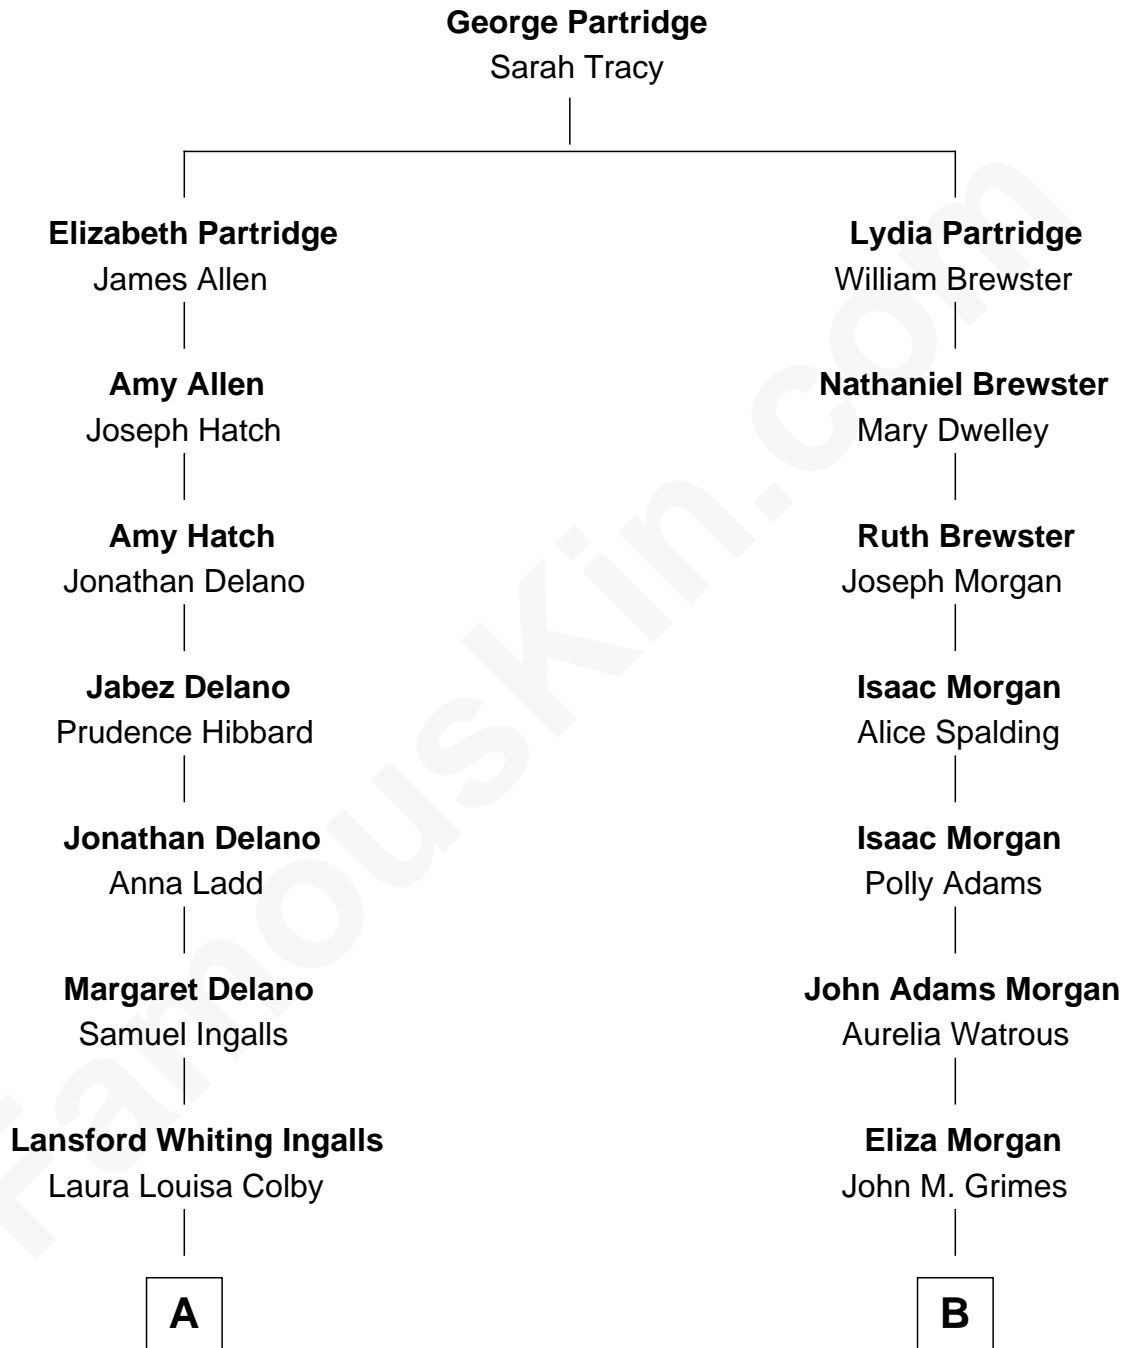 George Partridge
Sarah Tracy
Elizabeth Partridge
James Allen
Lydia Partridge
William Brewster
Amy Allen
Joseph Hatch
Nathaniel Brewster
Mary Dwelley
Amy Hatch
Jonathan Delano
Ruth Brewster
Joseph Morgan
Jabez Delano
Prudence Hibbard
Isaac Morgan
Alice Spalding
Jonathan Delano
Anna Ladd
Isaac Morgan
Polly Adams
Margaret Delano
Samuel Ingalls
John Adams Morgan
Aurelia Watrous
Lansford Whiting Ingalls
Laura Louisa Colby
Eliza Morgan
John M. Grimes
A
B
FamousKin.com